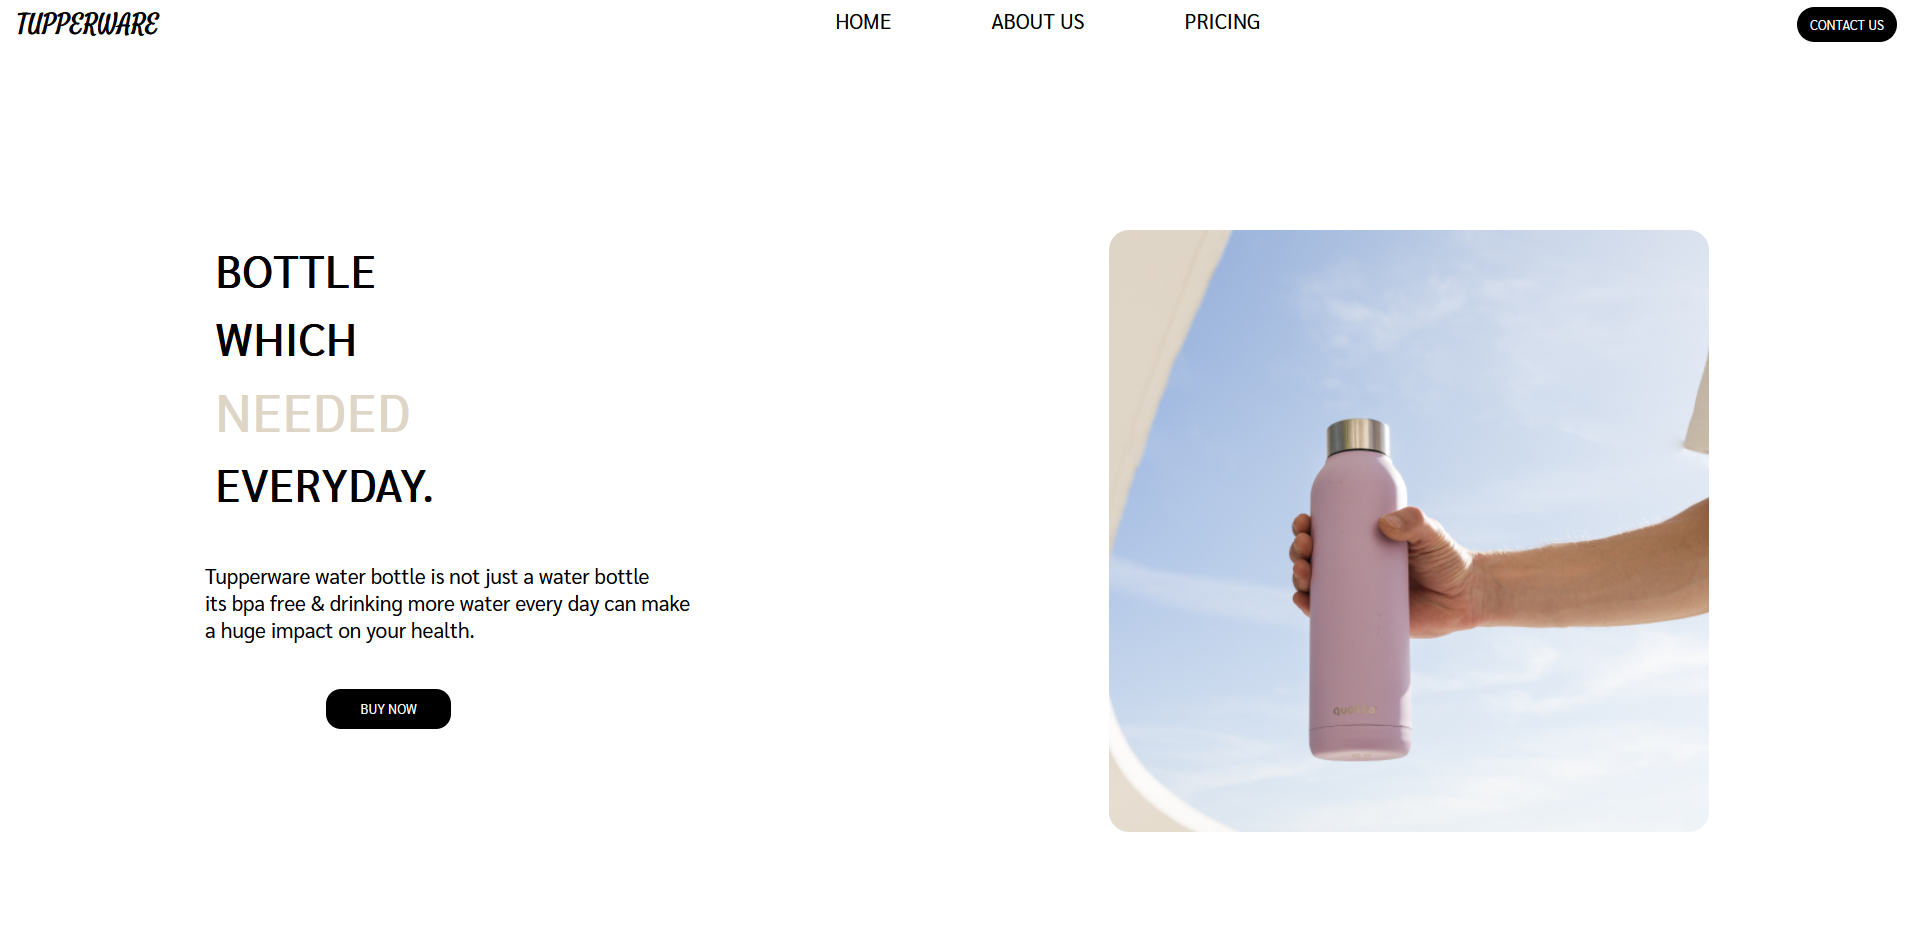 TUPPERWARE
HOME
ABOUT US
PRICING
CONTACT US
BOTTLE
WHICH
NEEDED
EVERYDAY.
Tupperware water bottle is not just a water bottle
its bpa free & drinking more water every day can make
a huge impact on your health.
BUY NOW